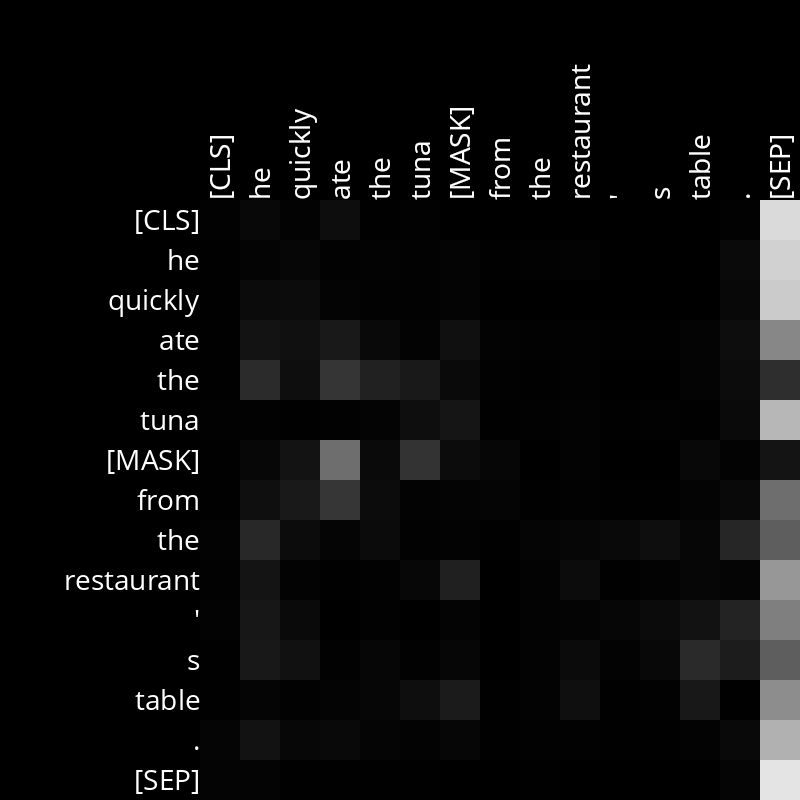 [CLS] he quickly ate the tuna [MASK] from the restaurant ' s table . [SEP]
[CLS]
he
quickly
ate
the
tuna
[MASK]
from
the
restaurant
'
s
table
.
[SEP]